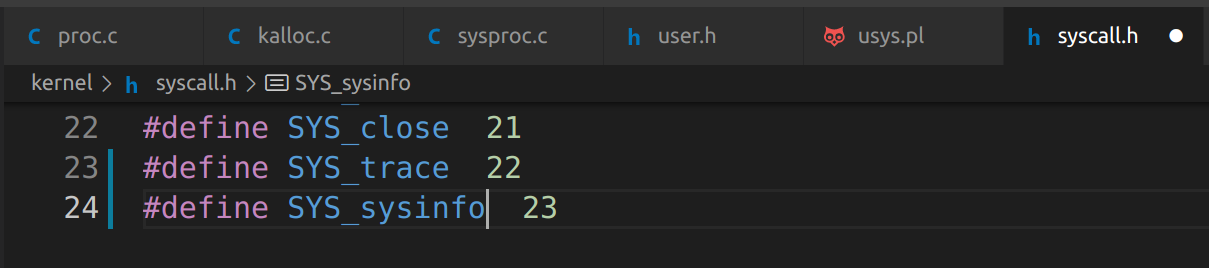 C proc.c C kalloc.c C sysproc.c h user.h usys.pl h syscall.h
kernel > h syscall.h > SYS_sysinfo
22 #define SYS_close 21
23 #define SYS_trace 22
24 #define SYS_sysinfo 23